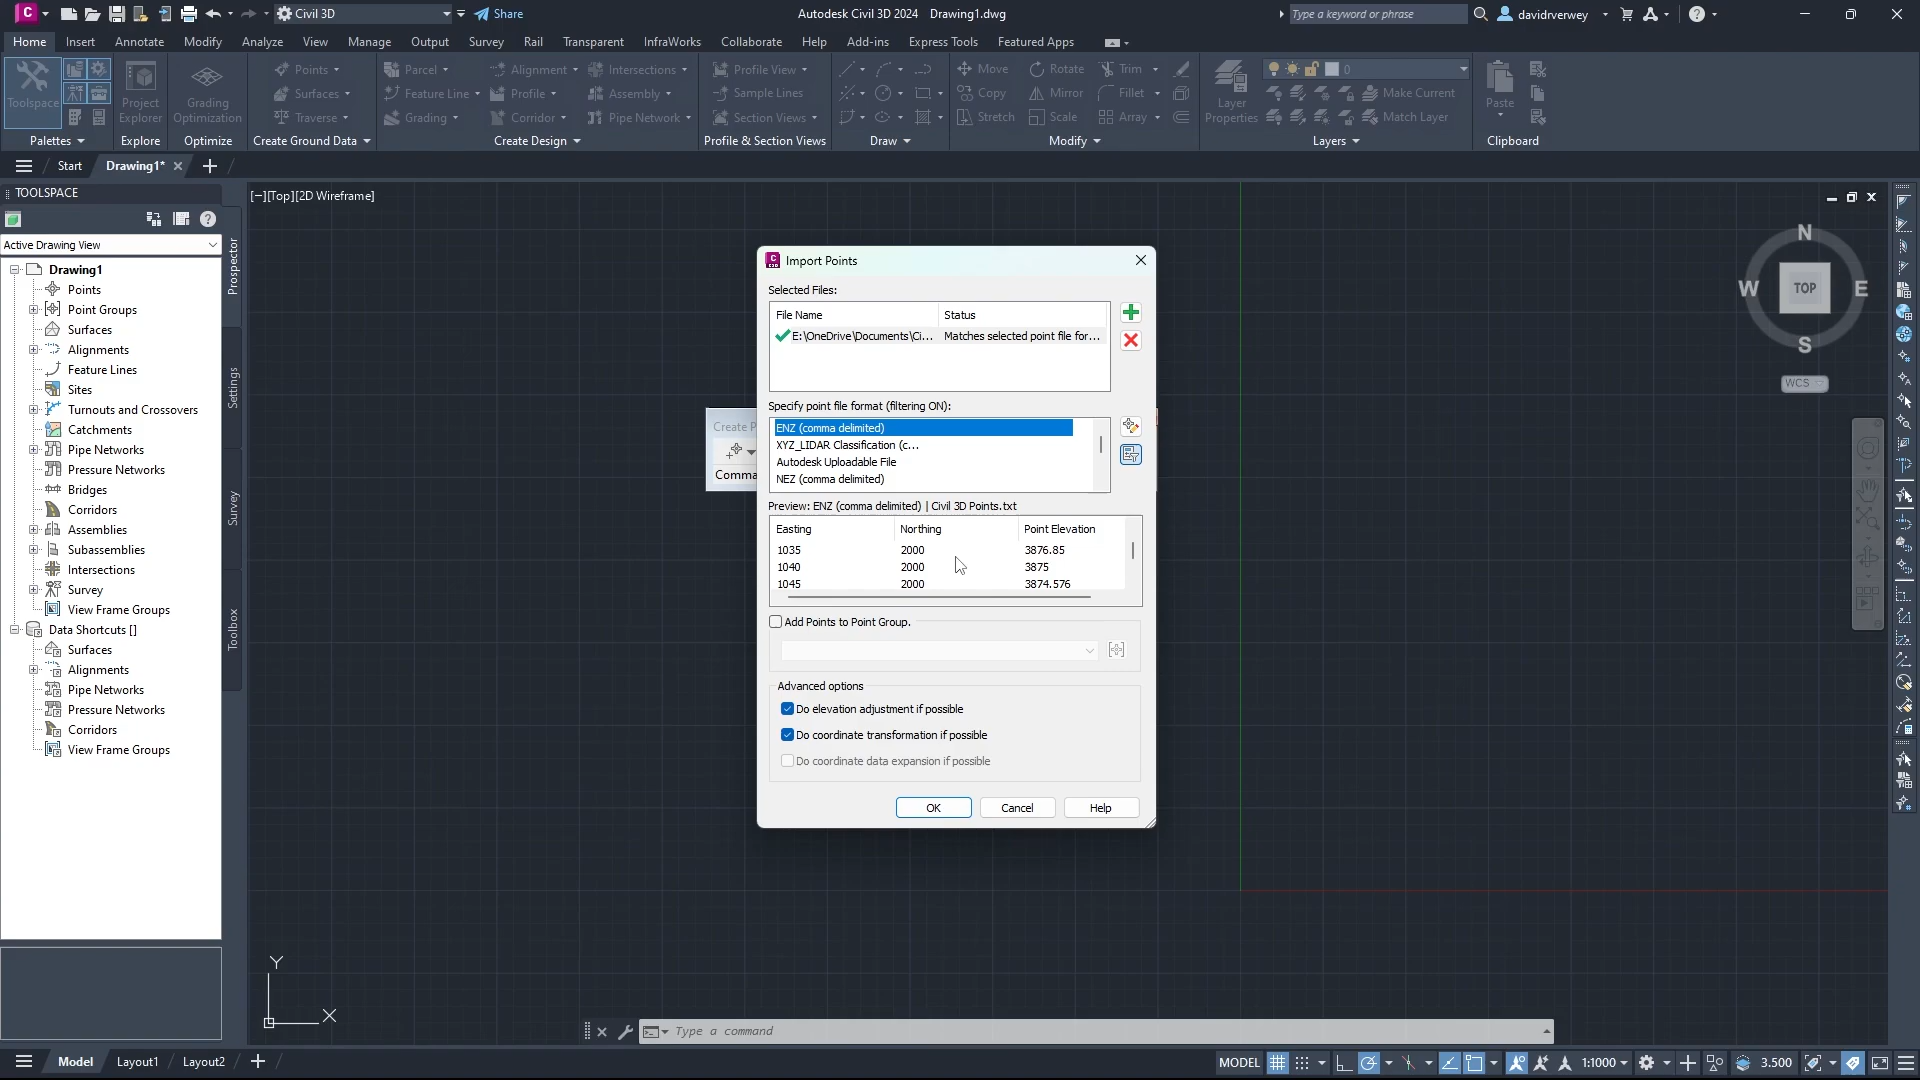 Civil 3D
Share
Autodesk Civil 3D 2024 Drawing1.dwg
Type a keyword or phrase
davidrverwey
Home Insert Annotate Modify Analyze View Manage Output Survey Rail Transparent InfraWorks Collaborate Help Add-ins Express Tools Featured Apps
Toolspace
Palettes
Project Explorer
Explore
Grading Optimization
Optimize
Points
Surfaces
Traverse
Create Ground Data
Parcel
Feature Line
Grading
Alignment
Profile
Corridor
Intersections
Assembly
Pipe Network
Create Design
Profile View
Sample Lines
Section Views
Profile & Section Views
Draw
Move
Copy
Stretch
Rotate
Mirror
Scale
Trim
Fillet
Array
Modify
Layer Properties
0
Make Current
Match Layer
Layers
Paste
Clipboard
Start
Drawing1*
TOOLSPACE
Active Drawing View
Drawing1
Points
Point Groups
Surfaces
Alignments
Feature Lines
Sites
Turnouts and Crossovers
Catchments
Pipe Networks
Pressure Networks
Bridges
Corridors
Assemblies
Subassemblies
Intersections
Survey
View Frame Groups
Data Shortcuts []
Surfaces
Alignments
Pipe Networks
Pressure Networks
Corridors
View Frame Groups
Prospector
Settings
Survey
Toolbox
[−][Top][2D Wireframe]
N
W TOP E
S
WCS
Create P
Comma
Import Points
Selected Files:
File Name Status
E:\OneDrive\Documents\Ci... Matches selected point file for...
Specify point file format (filtering ON):
ENZ (comma delimited)
XYZ_LIDAR Classification (c...
Autodesk Uploadable File
NEZ (comma delimited)
Preview: ENZ (comma delimited) | Civil 3D Points.txt
Easting Northing Point Elevation
1035 2000 3876.85
1040 2000 3875
1045 2000 3874.576
Add Points to Point Group.
Advanced options
Do elevation adjustment if possible
Do coordinate transformation if possible
Do coordinate data expansion if possible
OK Cancel Help
Y
X
Type a command
Model Layout1 Layout2
MODEL
1:1000
3.500